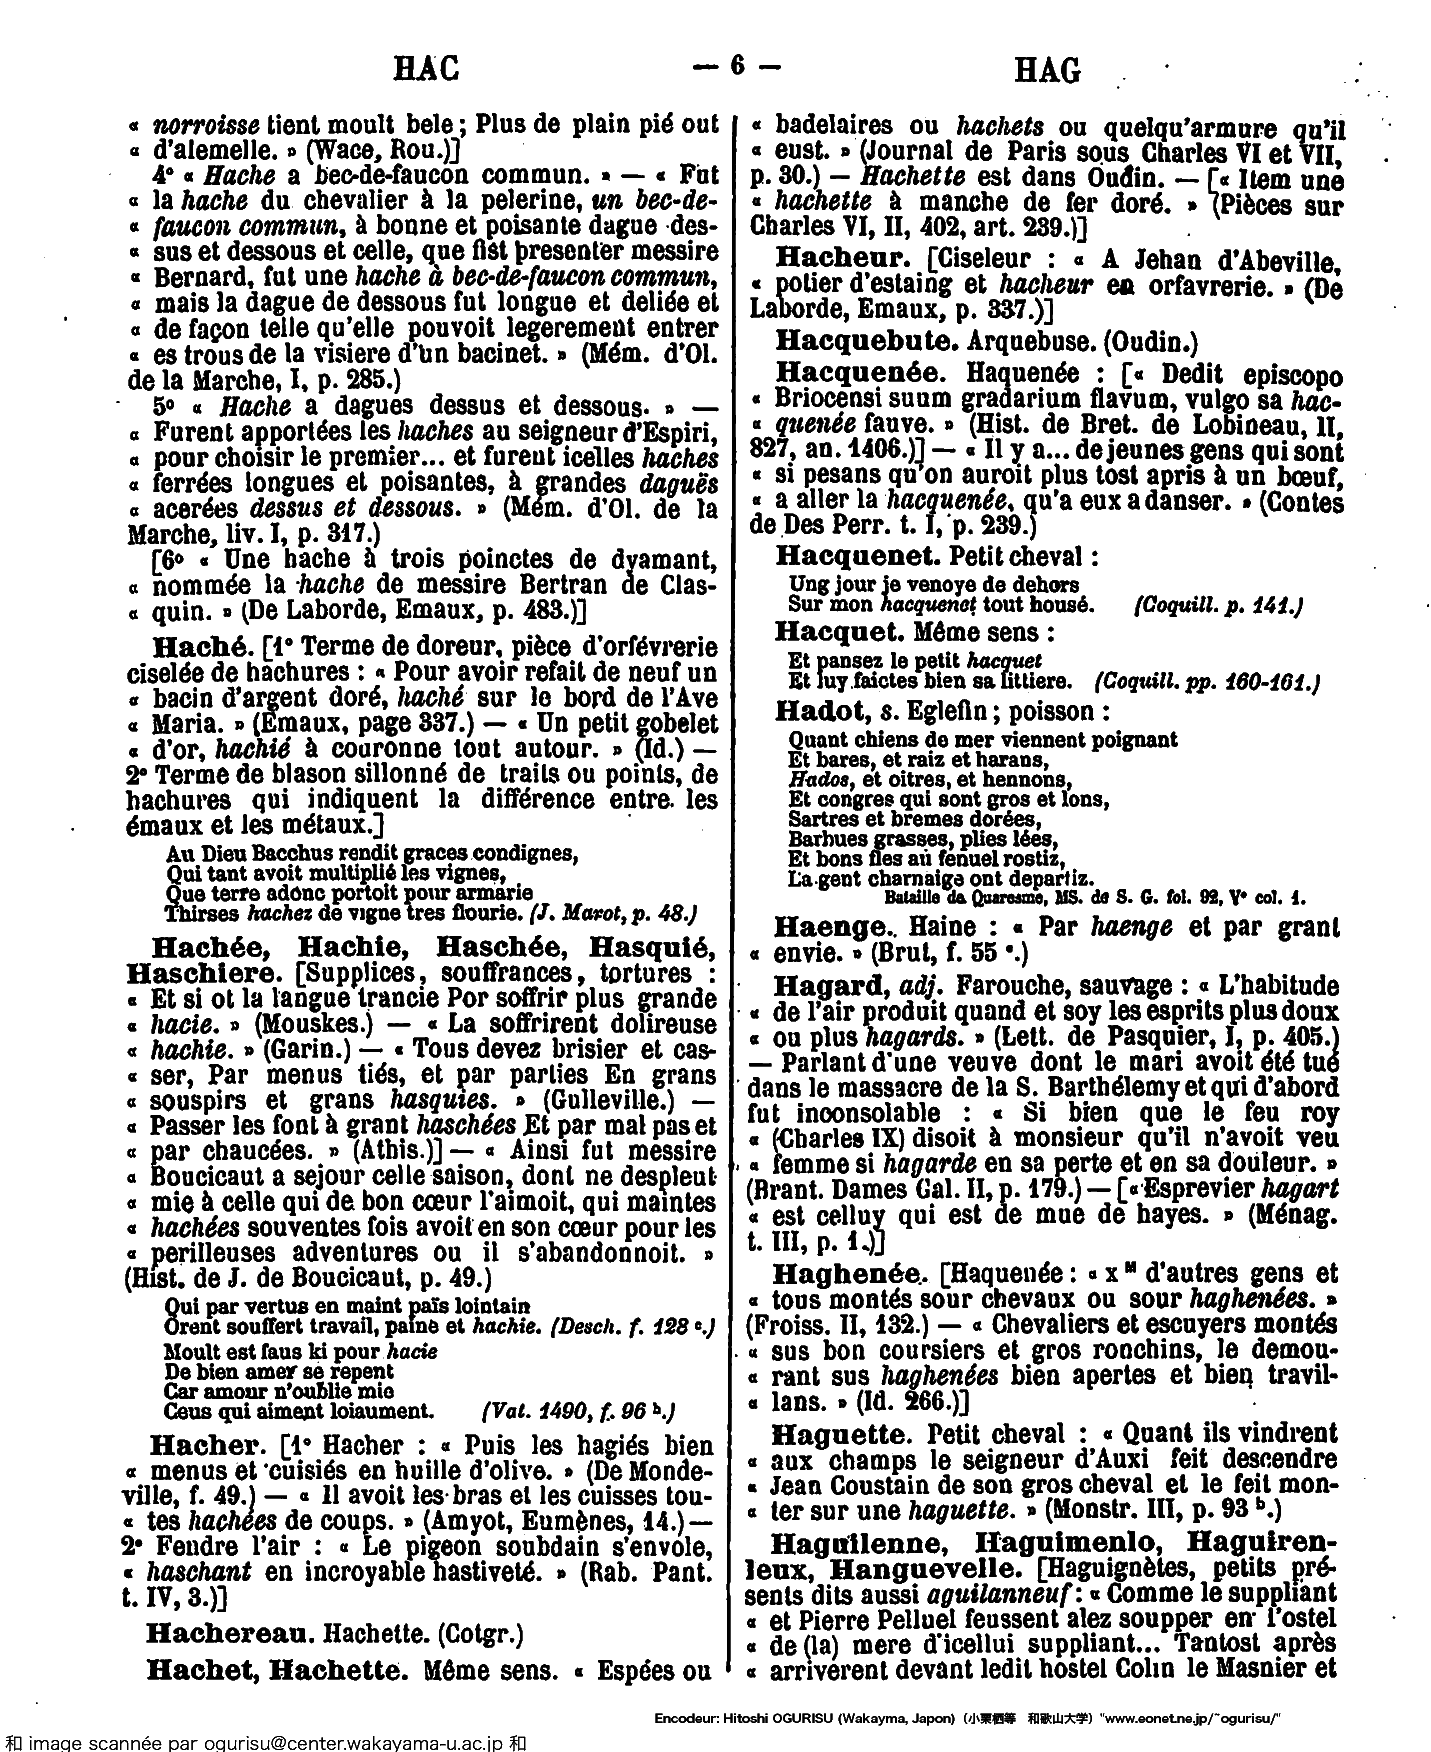 HAC
— 6 —
HAG
« norroisse tient moult bele ; Plus de plain pié out
« d'alemelle. » (Wace, Rou.)]
4° « Hache a bec-de-faucon commun. » — « Fut
« la hache du chevalier à la pelerine, un bec-de-
« faucon commun, à bonne et poisante dague des-
« sus et dessous et celle, que fist presenter messire
« Bernard, fut une hache à bec-de-faucon commun,
« mais la dague de dessous fut longue et deliée et
« de façon telle qu'elle pouvoit legerement entrer
« es trous de la visiere d'un bacinet. » (Mém. d'Ol.
de la Marche, I, p. 285.)
5° « Hache a dagues dessus et dessous. » —
« Furent apportées les haches au seigneur d'Espiri,
« pour choisir le premier... et furent icelles haches
« ferrées longues et poisantes, à grandes daguës
« acerées dessus et dessous. » (Mém. d'Ol. de la
Marche, liv. I, p. 317.)
[6° « Une hache à trois poinctes de dyamant,
« nommée la hache de messire Bertran de Clas-
« quin. » (De Laborde, Emaux, p. 483.)]
Haché. [1° Terme de doreur, pièce d'orfévrerie
ciselée de hachures : « Pour avoir refait de neuf un
« bacin d'argent doré, haché sur le bord de l'Ave
« Maria. » (Emaux, page 337.) — « Un petit gobelet
« d'or, hachié à couronne tout autour. » (Id.) —
2° Terme de blason sillonné de traits ou points, de
hachures qui indiquent la différence entre les
émaux et les métaux.]
Au Dieu Bacchus rendit graces condignes,
Qui tant avoit multiplié les vignes,
Que terre adonc portoit pour armarie
Thirses hachez de vigne tres flourie. (J. Marot, p. 48.)
Hachée, Hachie, Haschée, Hasquié,
Haschiere. [Supplices, souffrances, tortures :
« Et si ot la langue trancie Por soffrir plus grande
« hacie. » (Mouskes.) — « La soffrirent dolireuse
« hachie. » (Garin.) — « Tous devez brisier et cas-
« ser, Par menus tiés, et par parties En grans
« souspirs et grans hasquies. » (Gulleville.) —
« Passer les font à grant haschées Et par mal pas et
« par chaucées. » (Athis.)] — « Ainsi fut messire
« Boucicaut a sejour celle saison, dont ne despleut
« mie à celle qui de bon cœur l'aimoit, qui maintes
« hachées souventes fois avoit en son cœur pour les
« perilleuses adventures ou il s'abandonnoit. »
(Hist. de J. de Boucicaut, p. 49.)
Qui par vertus en maint païs lointain
Orent souffert travail, paine et hachie. (Desch. f. 128 c.)
Moult est faus ki pour hacie
De bien amer se repent
Car amour n'oublie mie
Ceus qui aiment loiaument. (Vat. 1490, f. 96 b.)
Hacher. [1° Hacher : « Puis les hagiés bien
« menus et cuisiés en huille d'olive. » (De Monde-
ville, f. 49.) — « Il avoit les bras et les cuisses tou-
« tes hachées de coups. » (Amyot, Eumènes, 14.) —
2° Fendre l'air : « Le pigeon soubdain s'envole,
« haschant en incroyable hastiveté. » (Rab. Pant.
t. IV, 3.)]
Hachereau. Hachette. (Cotgr.)
Hachet, Hachette. Même sens. « Espées ou
« badelaires ou hachets ou quelqu'armure qu'il
« eust. » (Journal de Paris sous Charles VI et VII,
p. 30.) — Hachette est dans Oudin. — [« Item une
« hachette à manche de fer doré. » (Pièces sur
Charles VI, II, 402, art. 239.)]
Hacheur. [Ciseleur : « A Jehan d'Abeville,
« potier d'estaing et hacheur en orfavrerie. » (De
Laborde, Emaux, p. 337.)]
Hacquebute. Arquebuse. (Oudin.)
Hacquenée. Haquenée : [« Dedit episcopo
« Briocensi suum gradarium flavum, vulgo sa hac-
« quenée fauve. » (Hist. de Bret. de Lobineau, II,
827, an. 1406.)] — « Il y a... de jeunes gens qui sont
« si pesans qu'on auroit plus tost apris à un bœuf,
« a aller la hacquenée, qu'a eux a danser. » (Contes
de Des Perr. t. I, p. 239.)
Hacquenet. Petit cheval :
Ung jour je venoye de dehors
Sur mon hacquenet tout housé. (Coquill. p. 141.)
Hacquet. Même sens :
Et pansez le petit hacquet
Et luy faictes bien sa littiere. (Coquill. pp. 160-161.)
Hadot, s. Eglefin ; poisson :
Quant chiens de mer viennent poignant
Et bares, et raiz et harans,
Hados, et oitres, et hennons,
Et congres qui sont gros et lons,
Sartres et bremes dorées,
Barbues grasses, plies lées,
Et bons fles au fenuel rostiz,
La gent charnaige ont departiz.
Bataille de Quaresme, MS. de S. G. fol. 92, V° col. 1.
Haenge. Haine : « Par haenge et par grant
« envie. » (Brut, f. 55 e.)
Hagard, adj. Farouche, sauvage : « L'habitude
« de l'air produit quand et soy les esprits plus doux
« ou plus hagards. » (Lett. de Pasquier, I, p. 405.)
— Parlant d'une veuve dont le mari avoit été tué
dans le massacre de la S. Barthélemy et qui d'abord
fut inconsolable : « Si bien que le feu roy
« (Charles IX) disoit à monsieur qu'il n'avoit veu
« femme si hagarde en sa perte et en sa douleur. »
(Brant. Dames Gal. II, p. 179.) — [« Esprevier hagart
« est celluy qui est de mue de hayes. » (Ménag.
t. III, p. 1.)]
Haghenée. [Haquenée : « x M d'autres gens et
« tous montés sour chevaux ou sour haghenées. »
(Froiss. II, 132.) — « Chevaliers et escuyers montés
« sus bon coursiers et gros ronchins, le demou-
« rant sus haghenées bien apertes et bien travil-
« lans. » (Id. 266.)]
Haguette. Petit cheval : « Quant ils vindrent
« aux champs le seigneur d'Auxi feit descendre
« Jean Coustain de son gros cheval et le feit mon-
« ter sur une haguette. » (Monstr. III, p. 93 b.)
Haguilenne, Haguimenlo, Haguiren-
leux, Hanguevelle. [Haguignètes, petits pré-
sents dits aussi aguilanneuf : « Comme le suppliant
« et Pierre Pelluel feussent alez soupper en l'ostel
« de (la) mere d'icellui suppliant... Tantost après
« arriverent devant ledit hostel Colin le Masnier et
Encodeur: Hitoshi OGURISU (Wakayma, Japon) (小栗栖等 和歌山大学) "www.eonet.ne.jp/~ogurisu/"
和 image scannée par ogurisu@center.wakayama-u.ac.jp 和